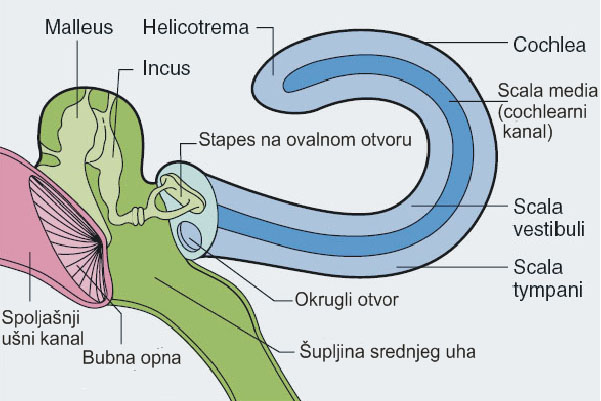 Malleus
Helicotrema
Cochlea
Incus
Scala media
(cochlearni
kanal)
Stapes na ovalnom otvoru
Scala
vestibuli
Scala
tympani
Okrugli otvor
Spoljašnji
ušni kanal
Bubna opna
Šupljina srednjeg uha